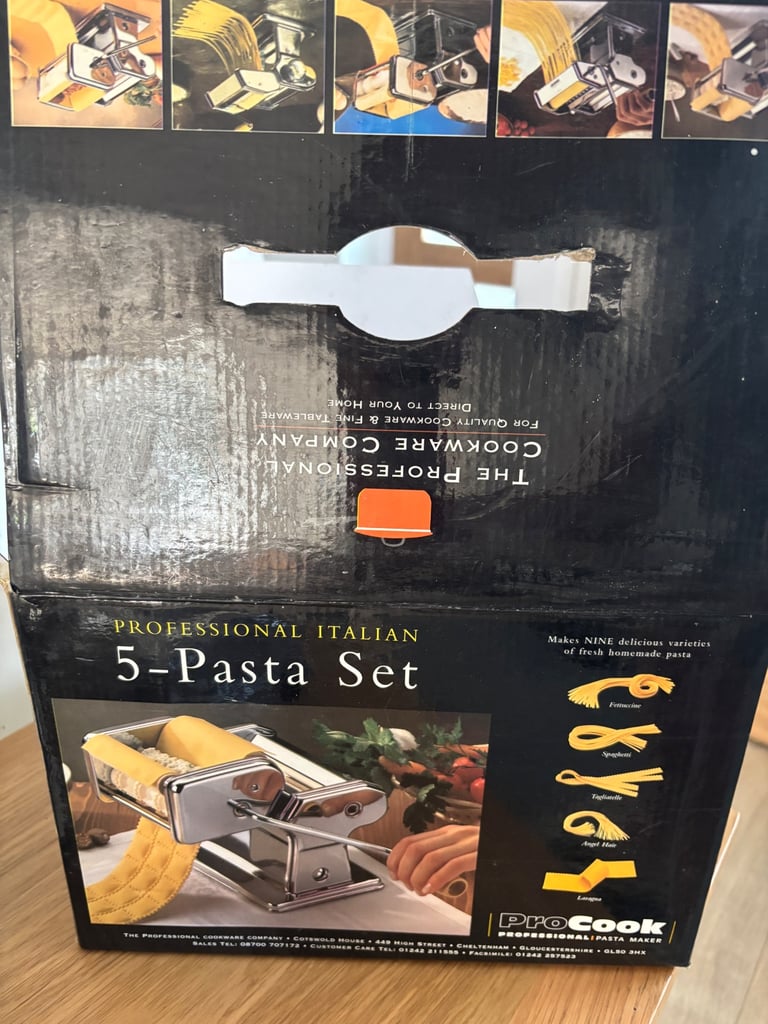 THE PROFESSIONAL
COOKWARE COMPANY
FOR QUALITY COOKWARE & FINE TABLEWARE
DIRECT TO YOUR HOME
PROFESSIONAL ITALIAN
5-Pasta Set
Makes NINE delicious varieties
of fresh homemade pasta
Fettuccine
Spaghetti
Tagliatelle
Angel Hair
Lasagna
ProCook
PROFESSIONAL PASTA MAKER
THE PROFESSIONAL COOKWARE COMPANY • COTSWOLD HOUSE • 449 HIGH STREET • CHELTENHAM • GLOUCESTERSHIRE • GL50 3HX
SALES TEL: 08700 707172 • CUSTOMER CARE TEL: 01242 211555 • FACSIMILE: 01242 257523